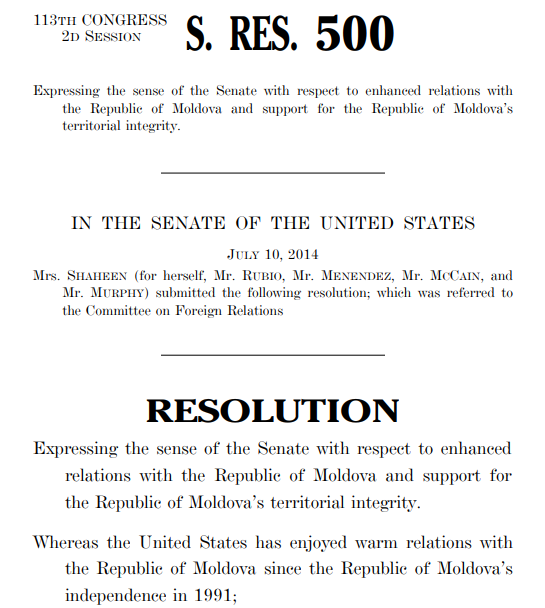 113TH CONGRESS
2D SESSION
S. RES. 500
Expressing the sense of the Senate with respect to enhanced relations with
the Republic of Moldova and support for the Republic of Moldova's
territorial integrity.
IN THE SENATE OF THE UNITED STATES
JULY 10, 2014
Mrs. SHAHEEN (for herself, Mr. RUBIO, Mr. MENENDEZ, Mr. MCCAIN, and
Mr. MURPHY) submitted the following resolution; which was referred to
the Committee on Foreign Relations
RESOLUTION
Expressing the sense of the Senate with respect to enhanced
relations with the Republic of Moldova and support for
the Republic of Moldova's territorial integrity.
Whereas the United States has enjoyed warm relations with
the Republic of Moldova since the Republic of Moldova's
independence in 1991;